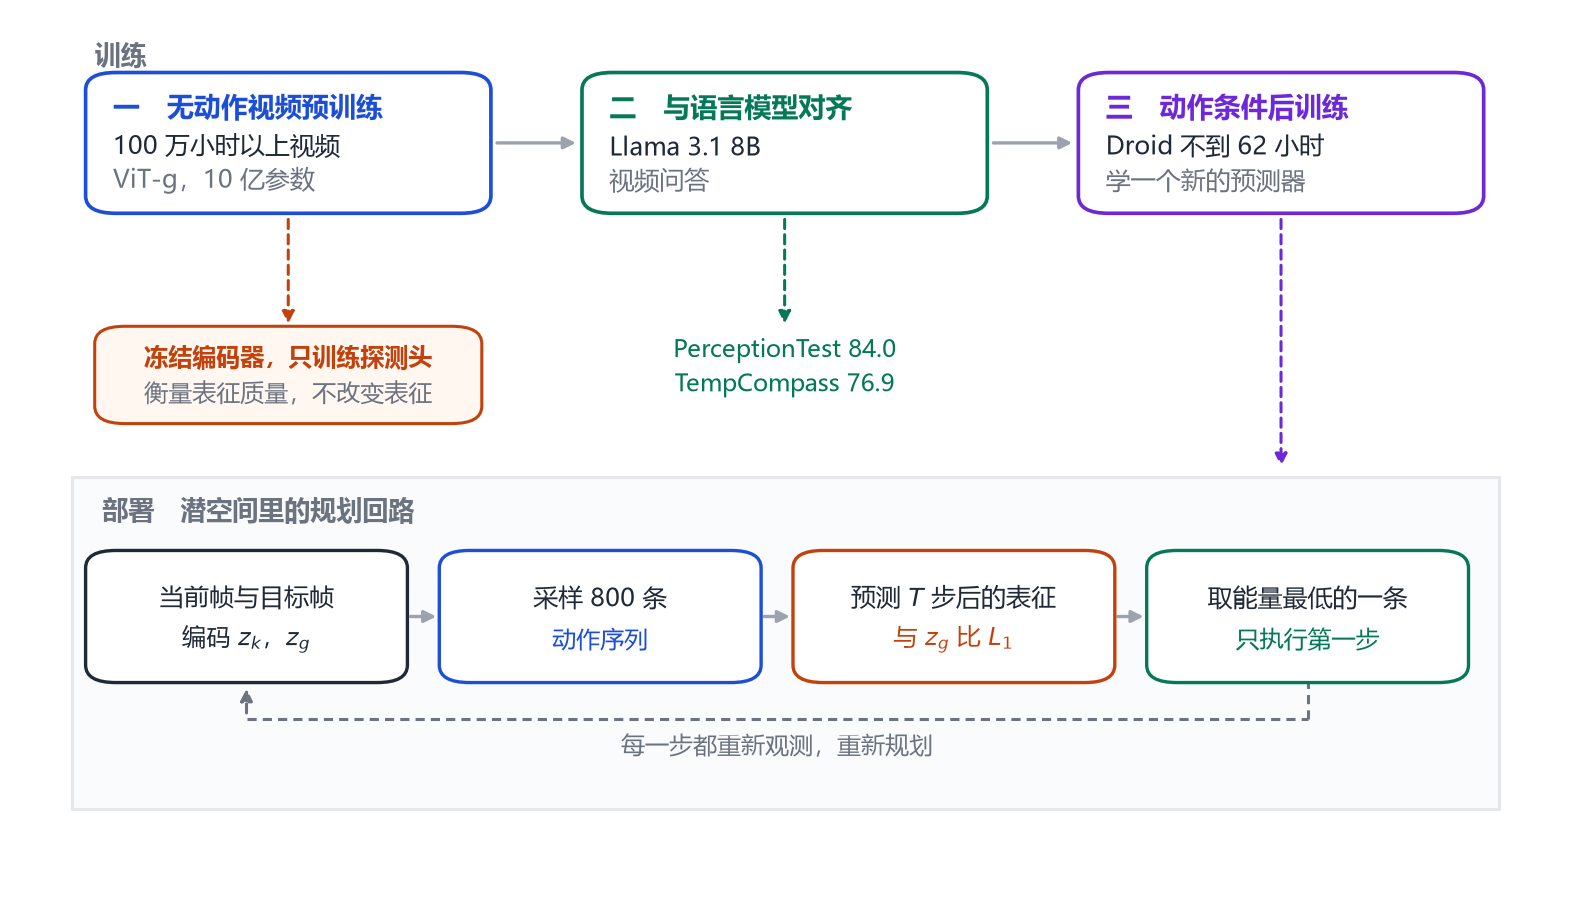 训练
一 无动作视频预训练
100 万小时以上视频
ViT-g，10 亿参数
二 与语言模型对齐
Llama 3.1 8B
视频问答
三 动作条件后训练
Droid 不到 62 小时
学一个新的预测器
冻结编码器，只训练探测头
衡量表征质量，不改变表征
PerceptionTest 84.0
TempCompass 76.9
部署 潜空间里的规划回路
当前帧与目标帧
编码 z_k，z_g
采样 800 条
动作序列
预测 T 步后的表征
与 z_g 比 L_1
取能量最低的一条
只执行第一步
每一步都重新观测，重新规划